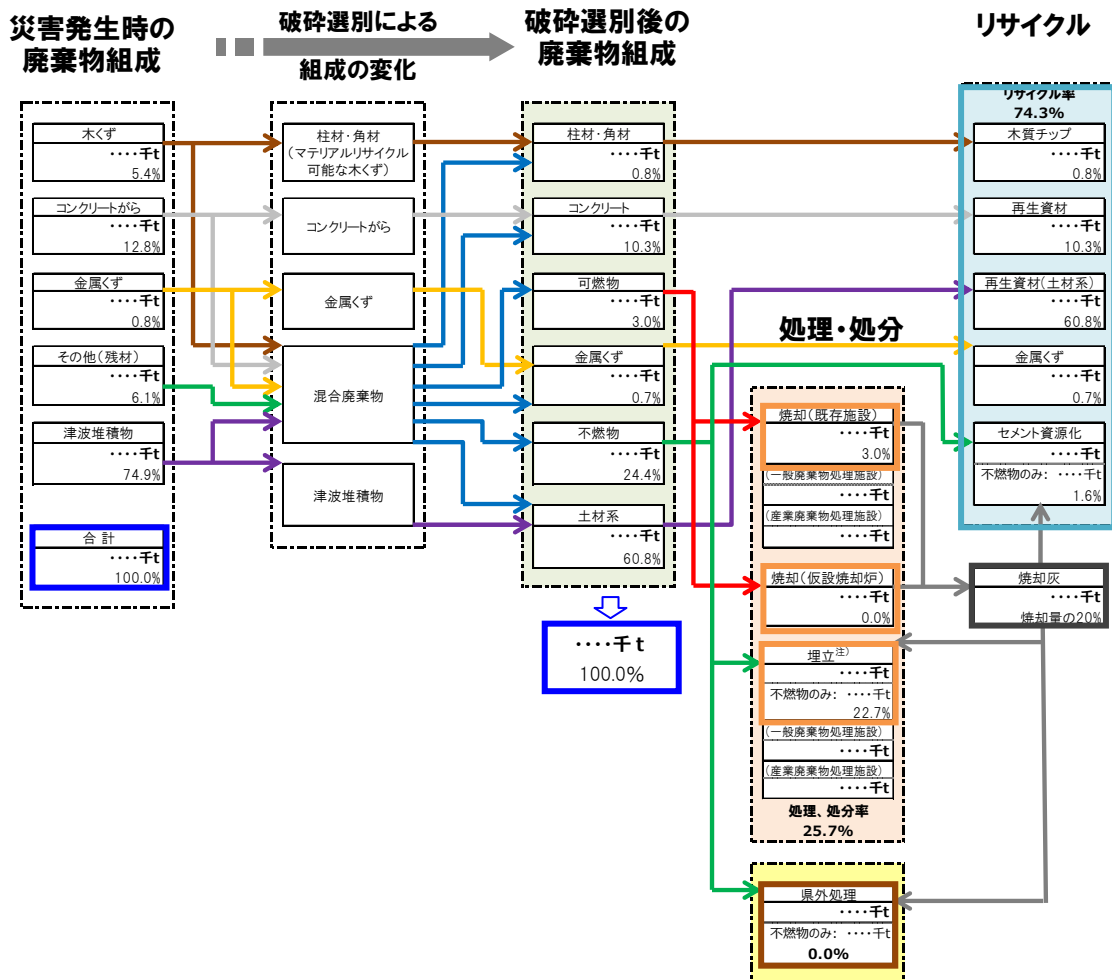 災害発生時の
廃棄物組成
破砕選別による
組成の変化
破砕選別後の
廃棄物組成
リサイクル
木くず
････千t
5.4%
コンクリートがら
････千t
12.8%
金属くず
････千t
0.8%
その他(残材)
････千t
6.1%
津波堆積物
････千t
74.9%
合 計
････千t
100.0%
柱材・角材
(マテリアルリサイクル
可能な木くず)
コンクリートがら
金属くず
混合廃棄物
津波堆積物
柱材・角材
････千t
0.8%
コンクリート
････千t
10.3%
可燃物
････千t
3.0%
金属くず
････千t
0.7%
不燃物
････千t
24.4%
土材系
････千t
60.8%
････千t
100.0%
処理・処分
焼却(既存施設)
････千t
3.0%
(一般廃棄物処理施設)
････千t
(産業廃棄物処理施設)
････千t
焼却(仮設焼却炉)
････千t
0.0%
埋立注)
････千t
不燃物のみ: ････千t
22.7%
(一般廃棄物処理施設)
････千t
(産業廃棄物処理施設)
････千t
処理、処分率
25.7%
県外処理
････千t
不燃物のみ: ････千t
0.0%
リサイクル率
74.3%
木質チップ
････千t
0.8%
再生資材
････千t
10.3%
再生資材(土材系)
････千t
60.8%
金属くず
････千t
0.7%
セメント資源化
････千t
不燃物のみ: ････千t
1.6%
焼却灰
････千t
焼却量の20%